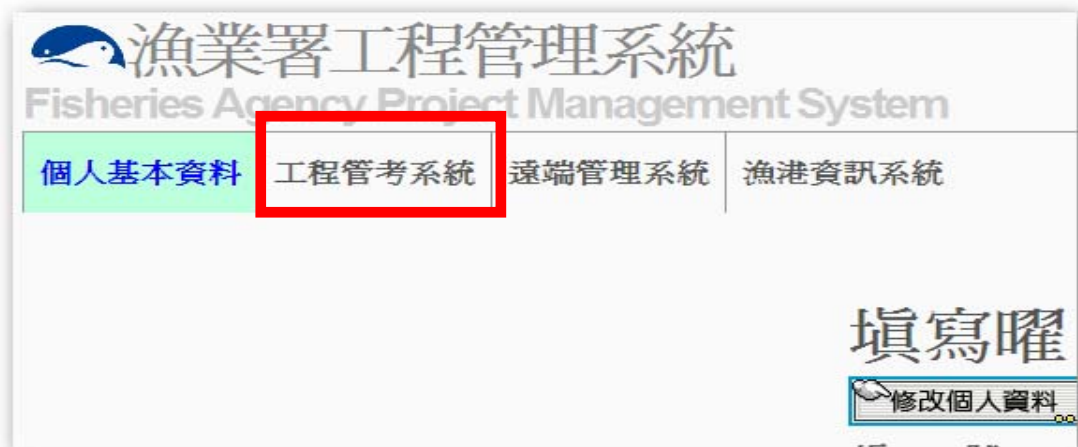 漁業署工程管理系統
Fisheries Agency Project Management System
個人基本資料 工程管考系統 遠端管理系統 漁港資訊系統
填寫曜
修改個人資料